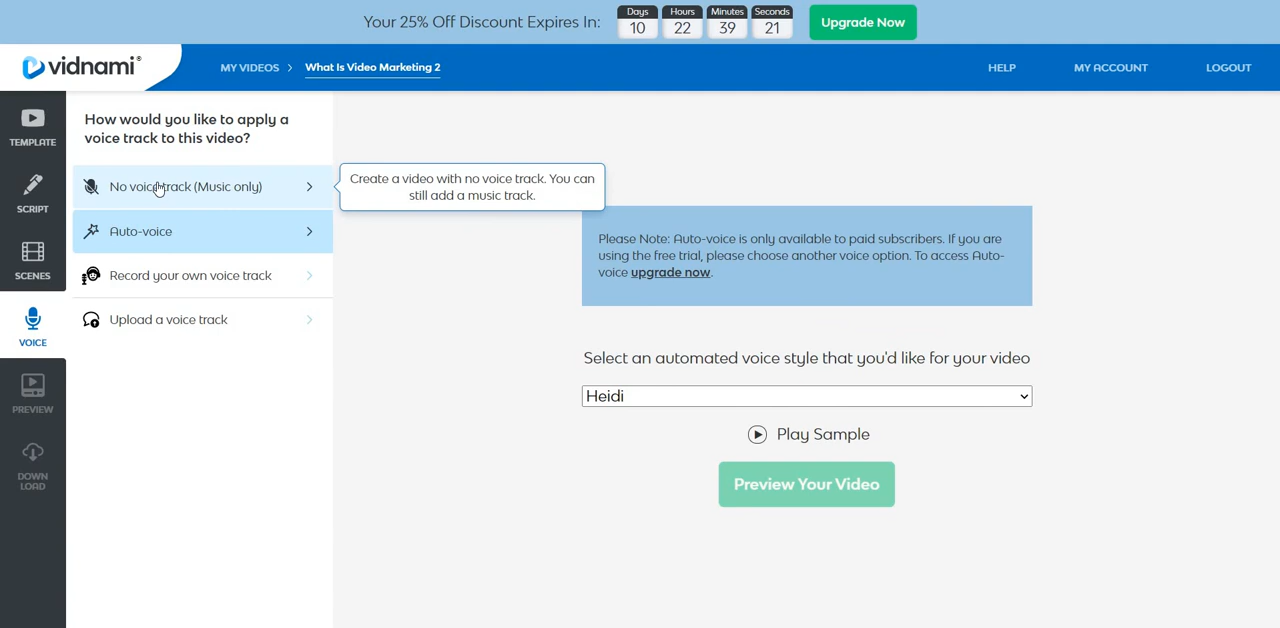 Your 25% Off Discount Expires In:
Days Hours Minutes Seconds
10 22 39 21
Upgrade Now
vidnami®
MY VIDEOS > What Is Video Marketing 2
HELP MY ACCOUNT LOGOUT
TEMPLATE
SCRIPT
SCENES
VOICE
PREVIEW
DOWN
LOAD
How would you like to apply a
voice track to this video?
No voice track (Music only)
Auto-voice
Record your own voice track
Upload a voice track
Create a video with no voice track. You can
still add a music track.
Please Note: Auto-voice is only available to paid subscribers. If you are
using the free trial, please choose another voice option. To access Auto-
voice upgrade now.
Select an automated voice style that you'd like for your video
Heidi
Play Sample
Preview Your Video